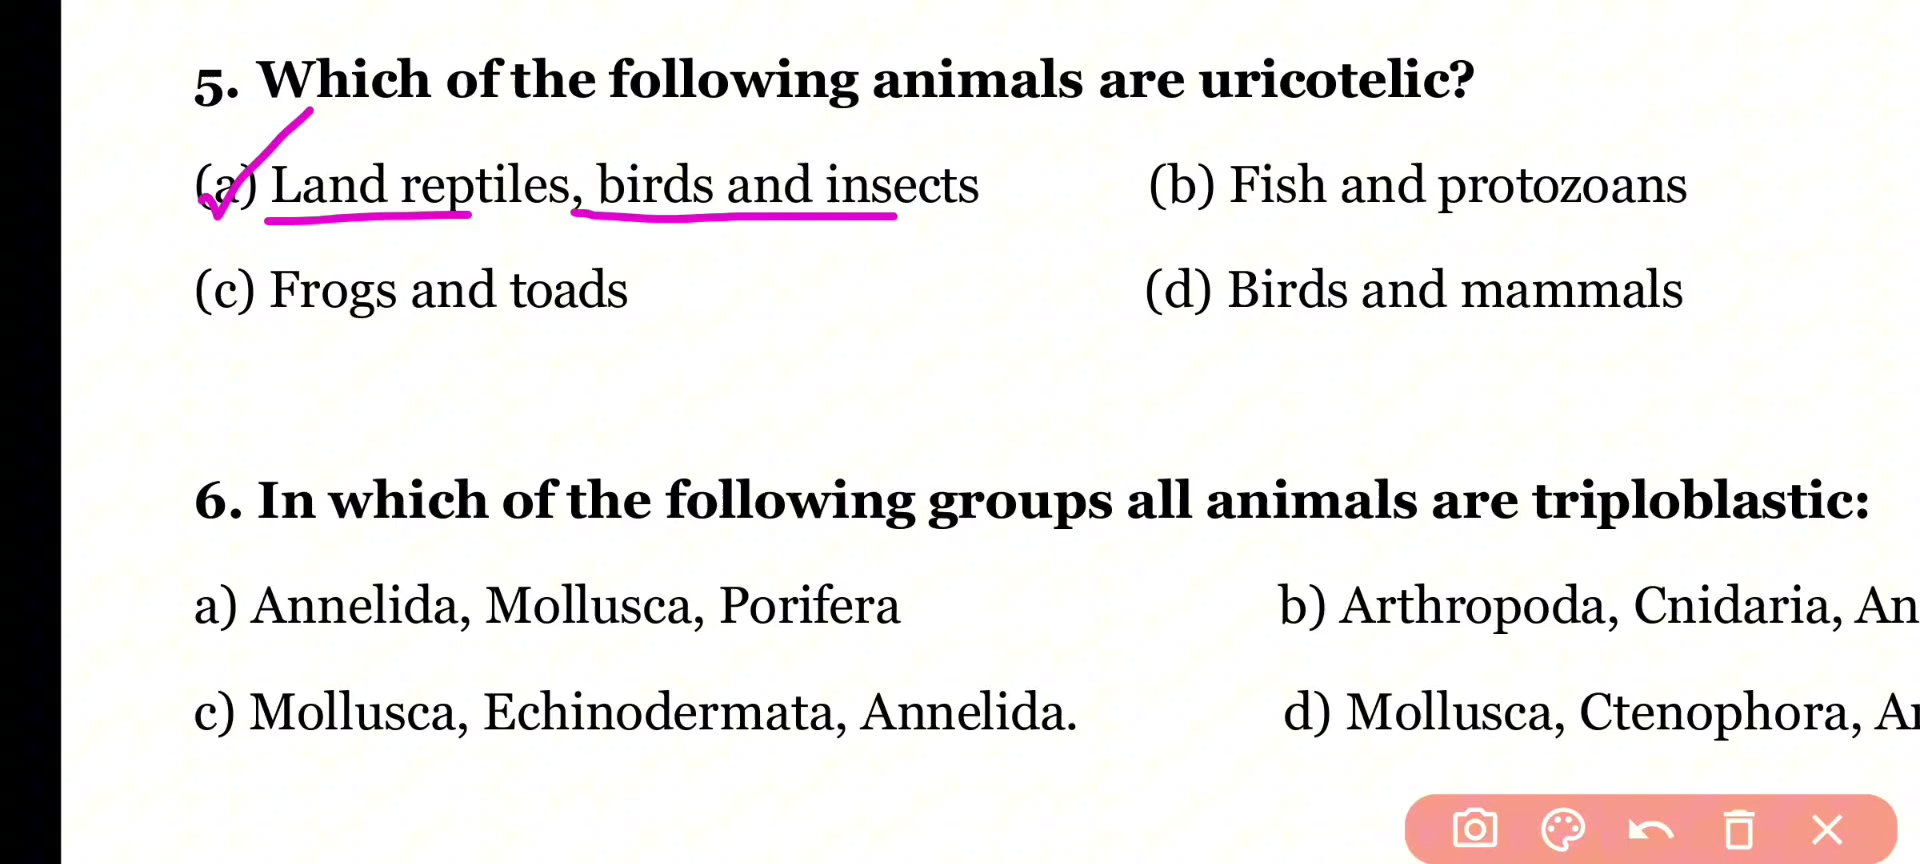 5. Which of the following animals are uricotelic?
(a) Land reptiles, birds and insects (b) Fish and protozoans
(c) Frogs and toads (d) Birds and mammals
6. In which of the following groups all animals are triploblastic:
a) Annelida, Mollusca, Porifera b) Arthropoda, Cnidaria, An
c) Mollusca, Echinodermata, Annelida. d) Mollusca, Ctenophora,